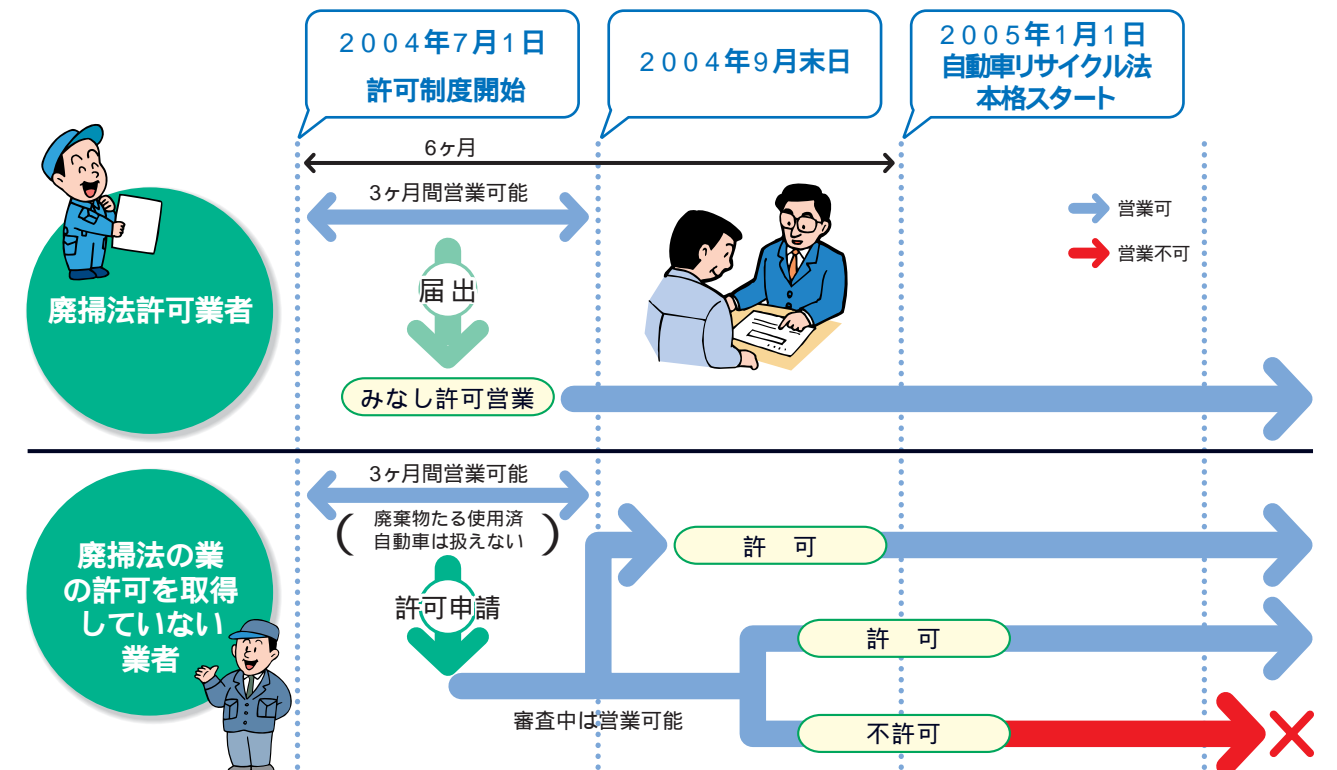 ２００４年７月１日
許可制度開始
２００４年９月末日
２００５年１月１日
自動車リサイクル法
本格スタート
6ヶ月
3ヶ月間営業可能
営業可
営業不可
届出
廃掃法許可業者
みなし許可営業
3ヶ月間営業可能
廃棄物たる使用済
自動車は扱えない
廃掃法の業
の許可を取得
していない
業者
許可申請
許　可
許　可
審査中は営業可能
不許可